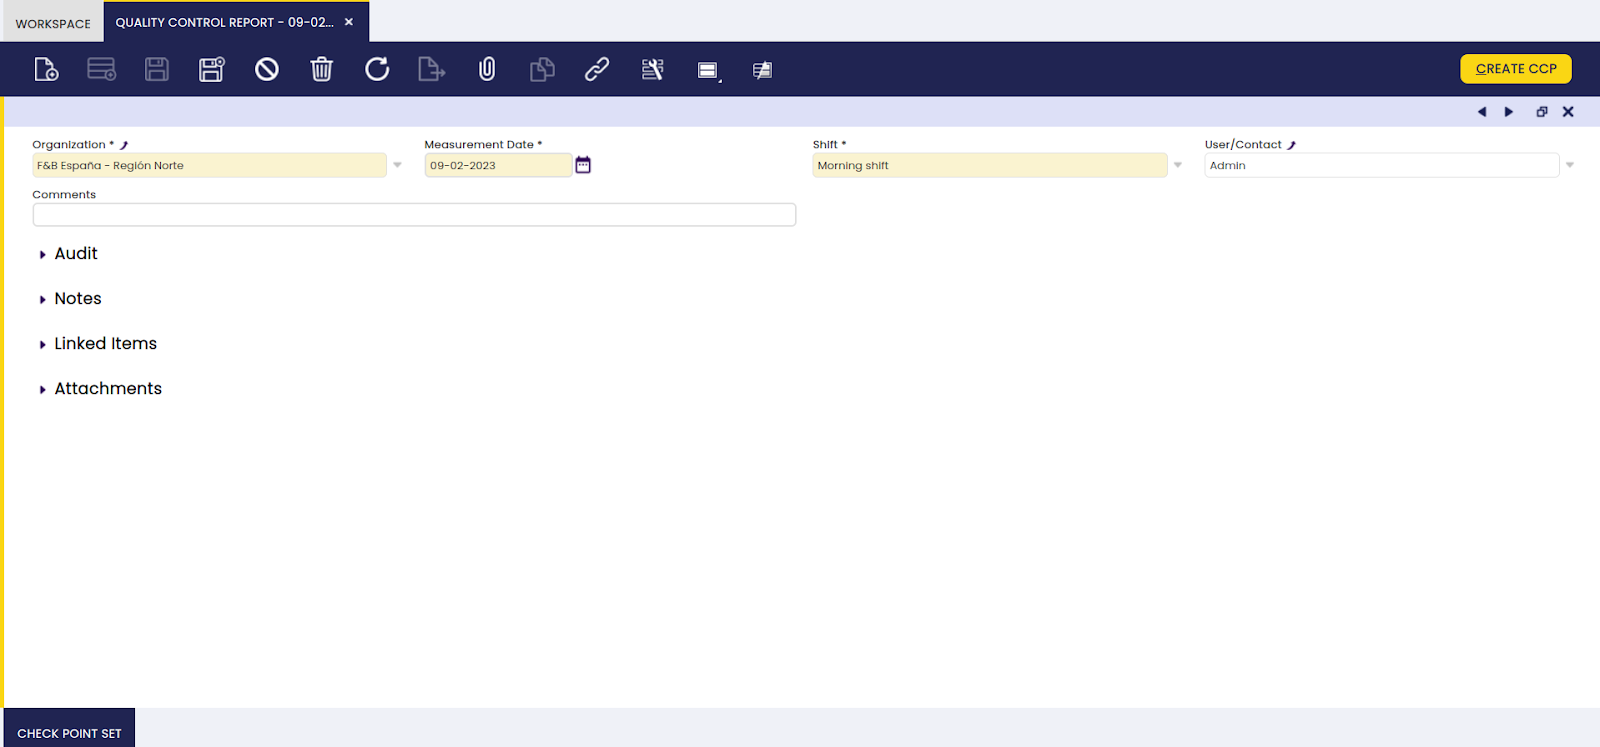 WORKSPACE
QUALITY CONTROL REPORT - 09-02...
CREATE CCP
Organization *
Measurement Date *
Shift *
User/Contact
F&B España - Región Norte
09-02-2023
Morning shift
Admin
Comments
Audit
Notes
Linked Items
Attachments
CHECK POINT SET